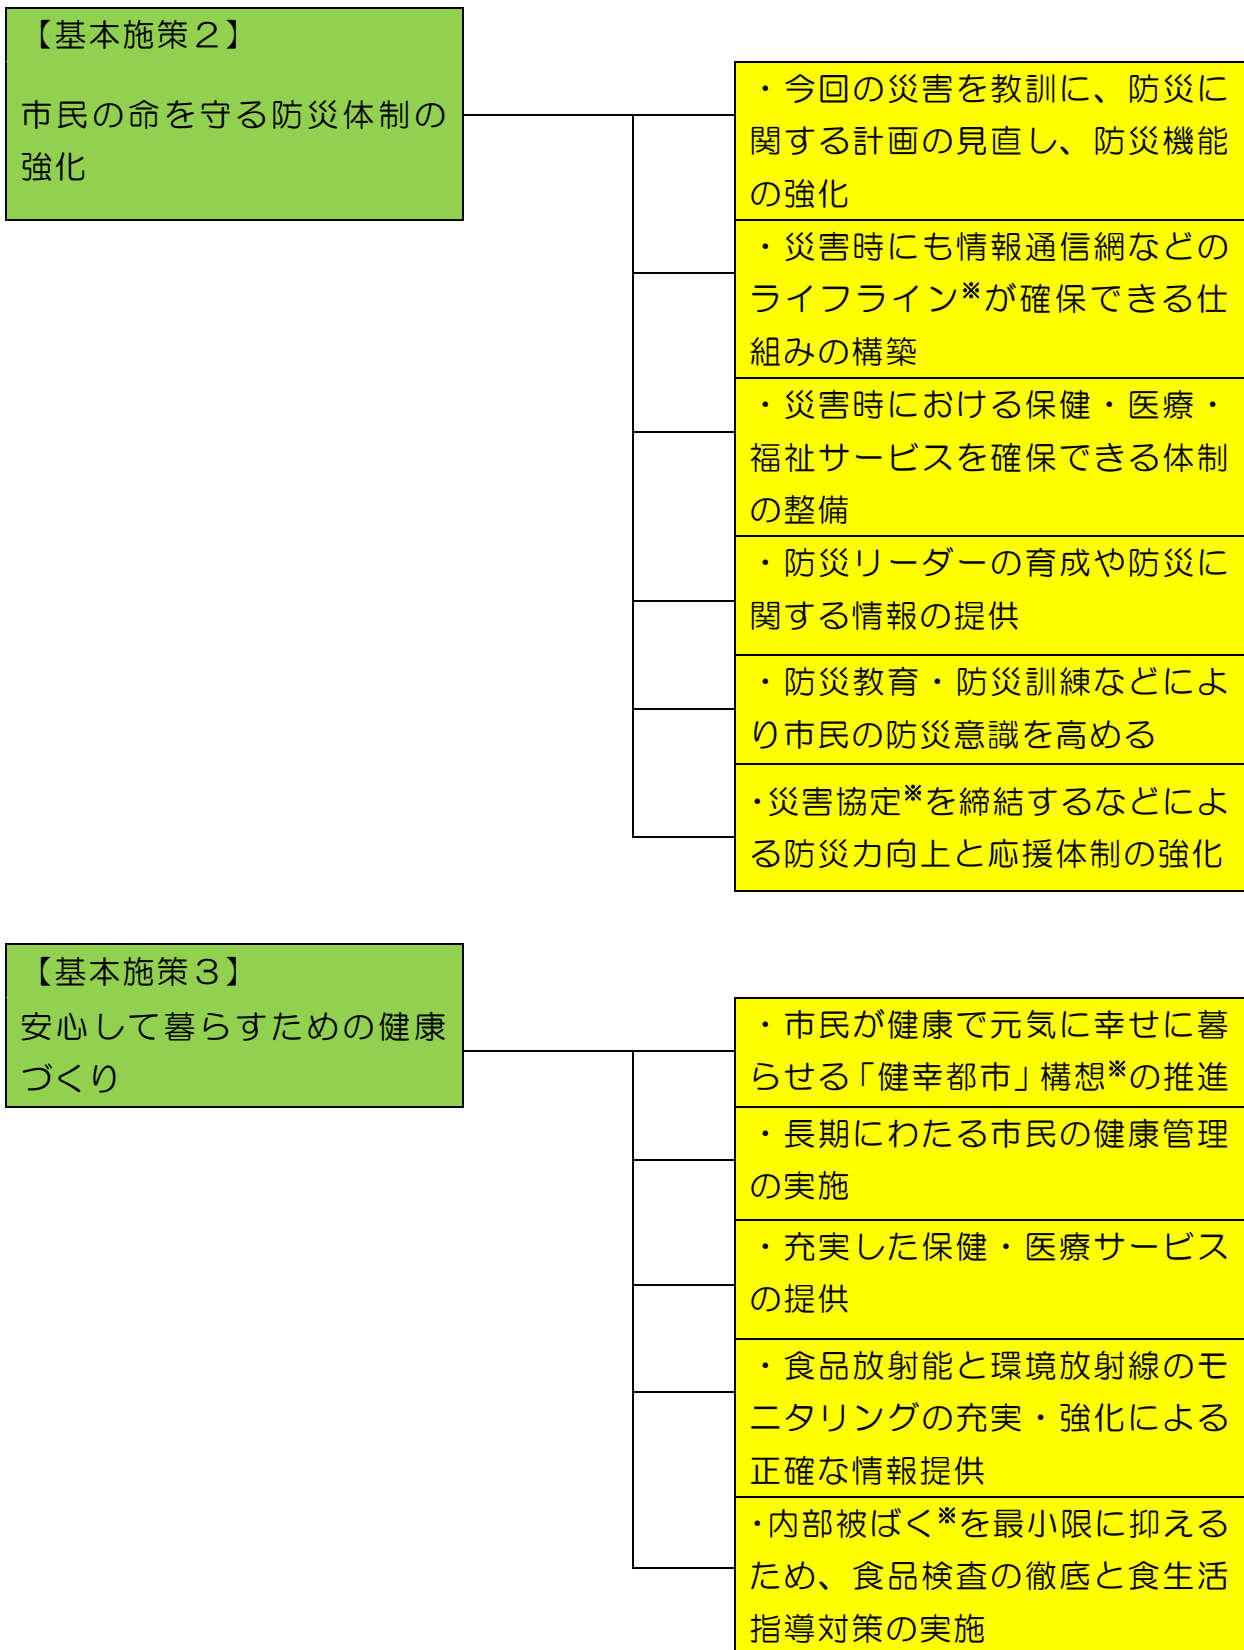 【基本施策２】
市民の命を守る防災体制の
強化
・今回の災害を教訓に、防災に
関する計画の見直し、防災機能
の強化
・災害時にも情報通信網などの
ライフライン※が確保できる仕
組みの構築
・災害時における保健・医療・
福祉サービスを確保できる体制
の整備
・防災リーダーの育成や防災に
関する情報の提供
・防災教育・防災訓練などによ
り市民の防災意識を高める
・災害協定※を締結するなどによ
る防災力向上と応援体制の強化
【基本施策３】
安心して暮らすための健康
づくり
・市民が健康で元気に幸せに暮
らせる「健幸都市」構想※の推進
・長期にわたる市民の健康管理
の実施
・充実した保健・医療サービス
の提供
・食品放射能と環境放射線のモ
ニタリングの充実・強化による
正確な情報提供
・内部被ばく※を最小限に抑える
ため、食品検査の徹底と食生活
指導対策の実施